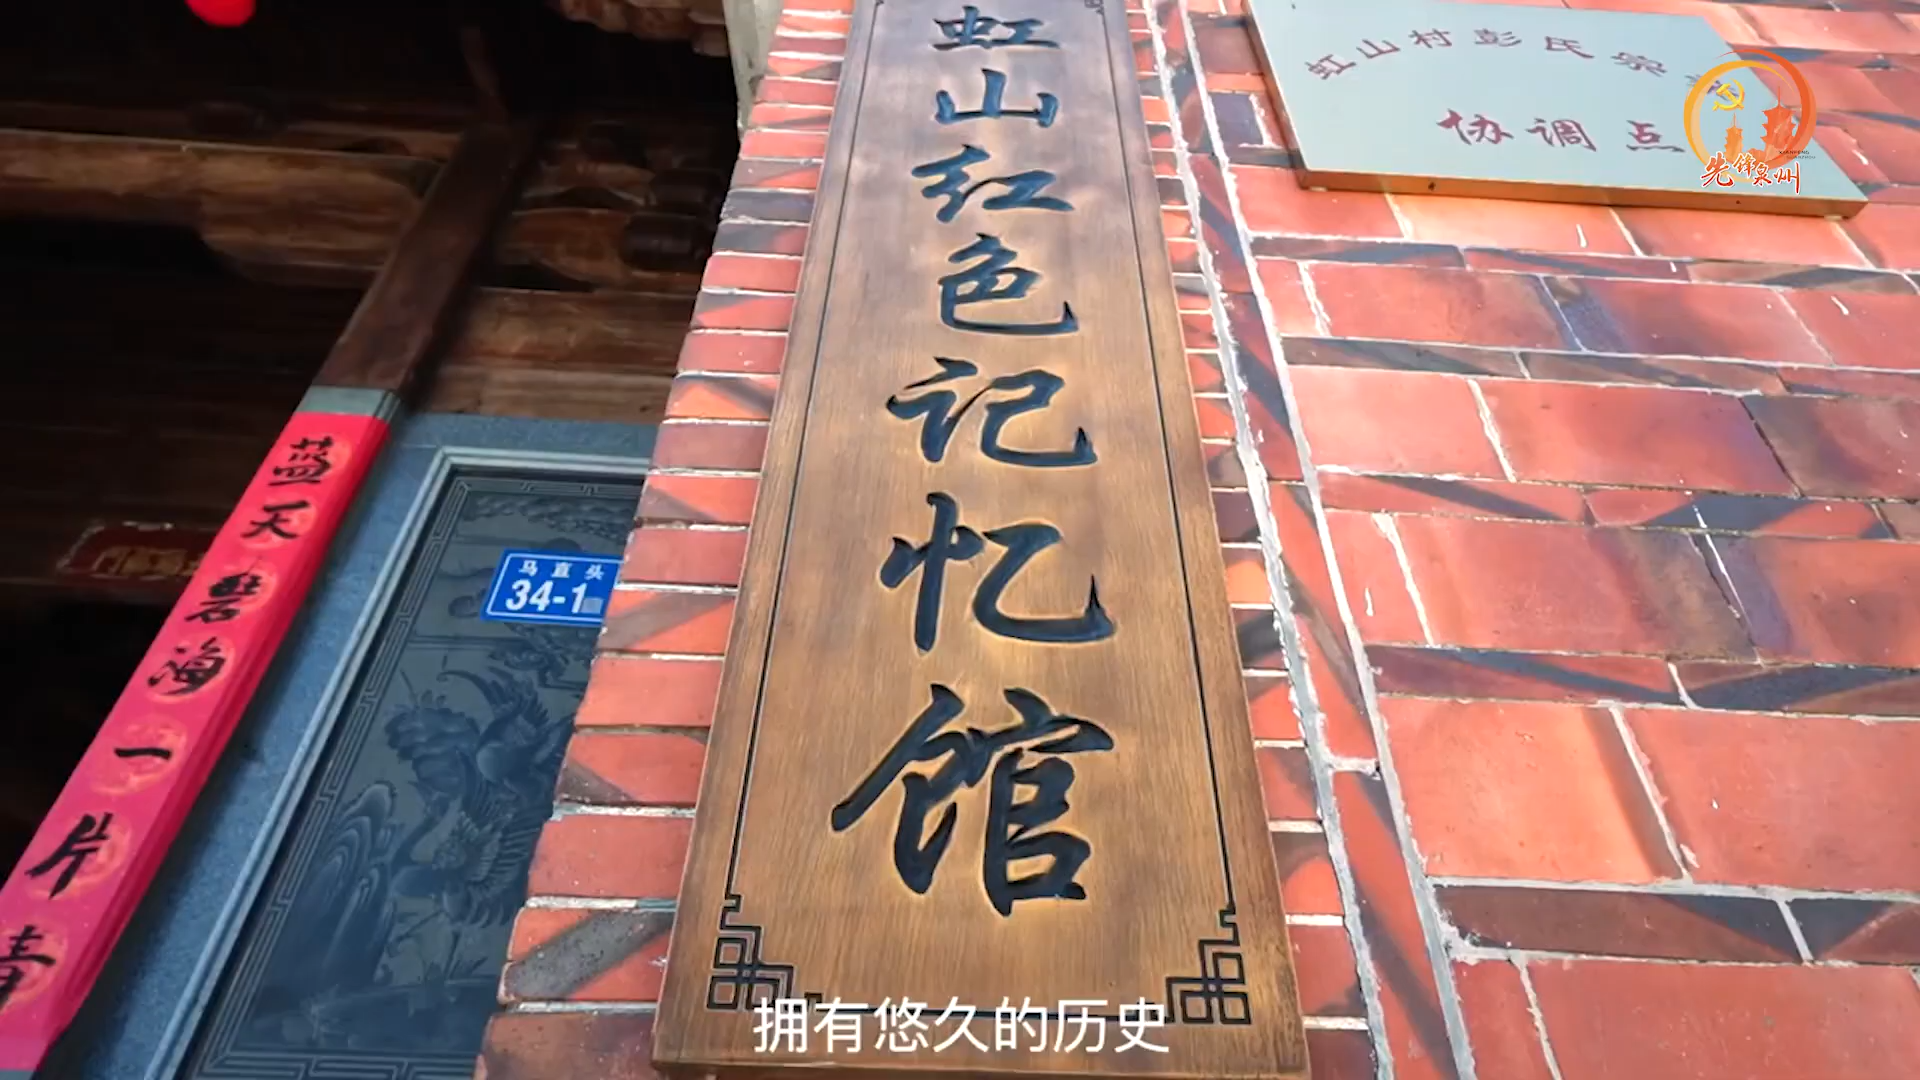 虹山红色记忆馆
虹山村彭氏宗
协调点
先锋泉州
蓝天碧海一片清
马直头
34-1
拥有悠久的历史